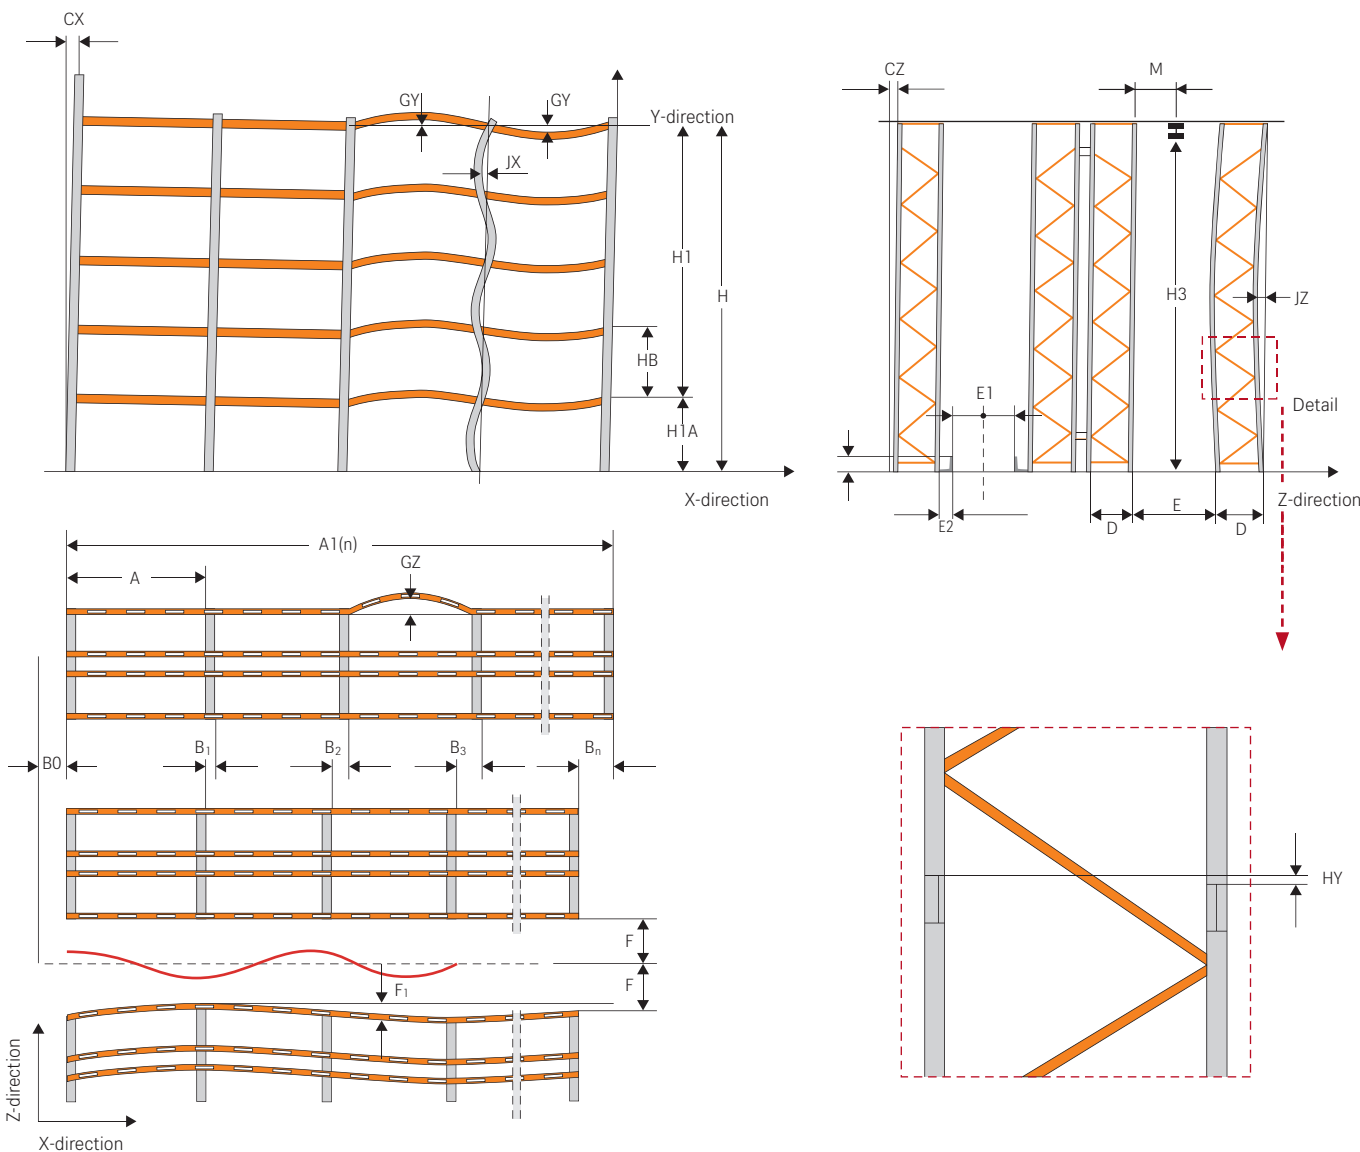 CX
GY
GY
Y-direction
JX
H1
H
HB
H1A
X-direction
CZ
M
H3
JZ
E1
Detail
E2
D
E
D
Z-direction
A1(n)
A
GZ
B0
B1
B2
B3
Bn
F
F1
F
Z-direction
X-direction
HY